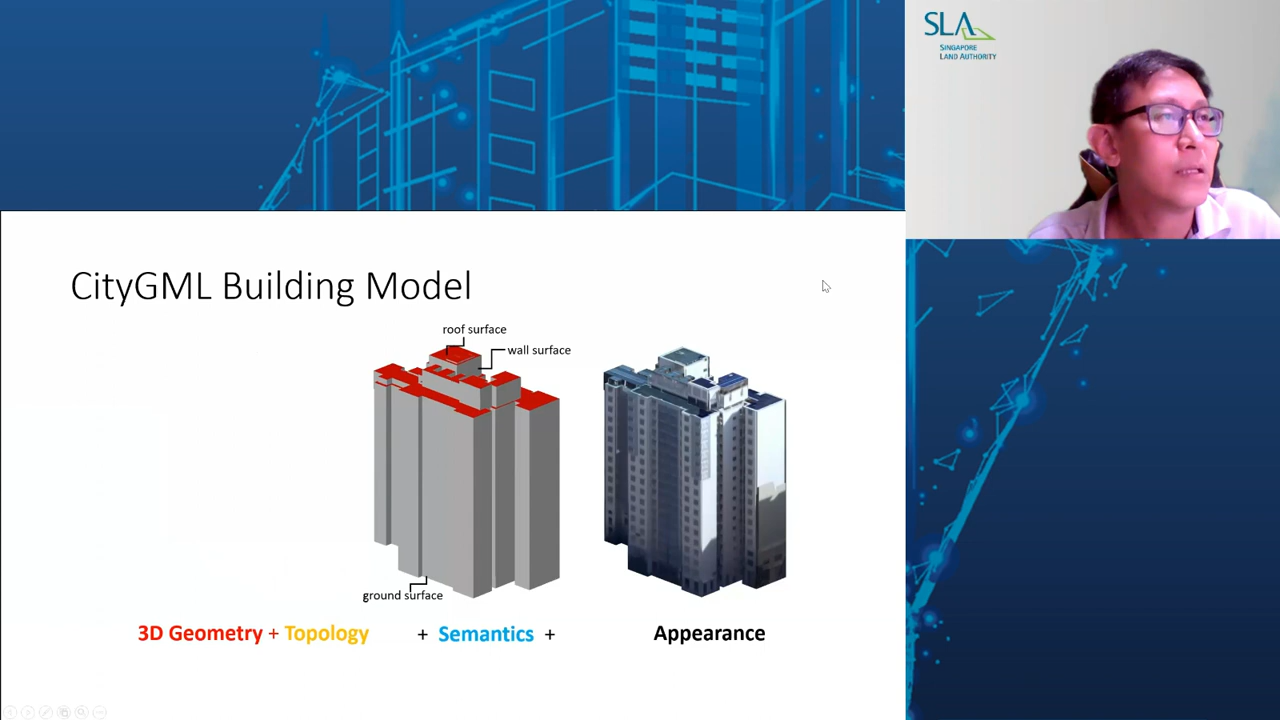 SLA
SINGAPORE
LAND AUTHORITY
CityGML Building Model
roof surface
wall surface
ground surface
3D Geometry + Topology + Semantics + Appearance